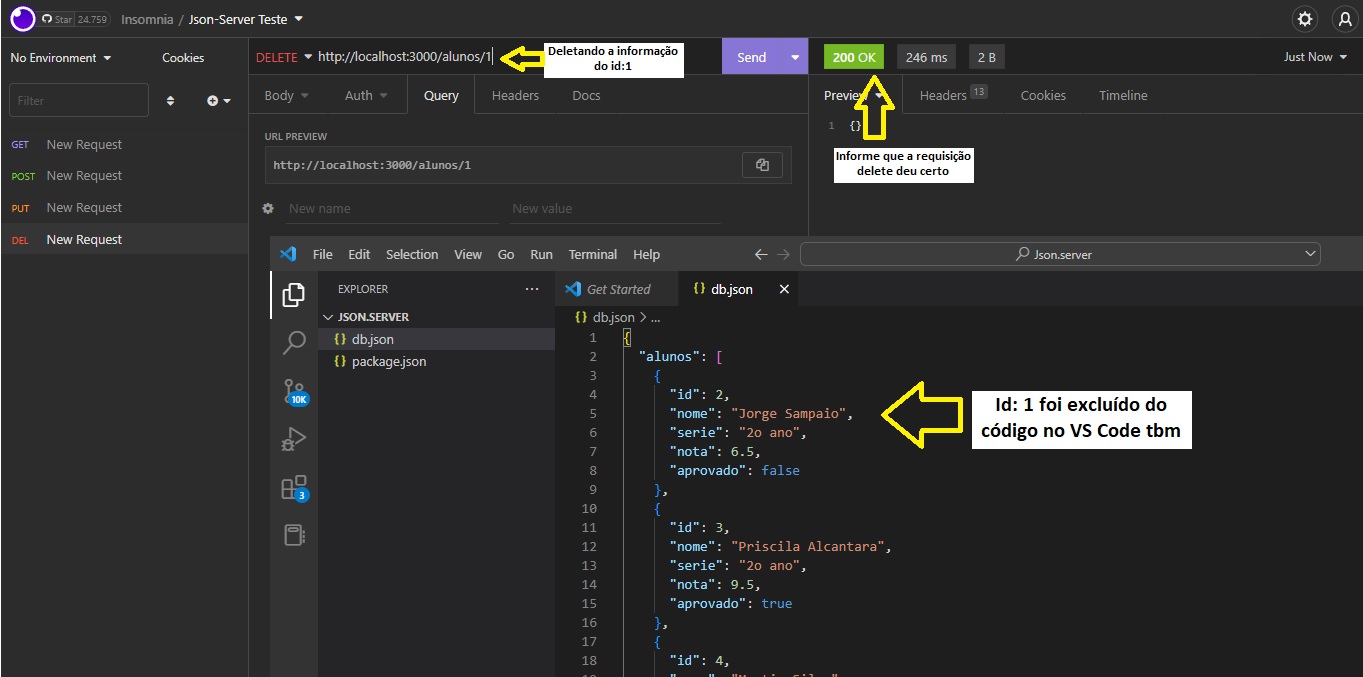 Star 24.759 Insomnia / Json-Server Teste
No Environment Cookies
Filter
GET New Request
POST New Request
PUT New Request
DEL New Request
DELETE http://localhost:3000/alunos/1
Deletando a informação
do id:1
Send
Body Auth Query Headers Docs
URL PREVIEW
http://localhost:3000/alunos/1
New name New value
200 OK 246 ms 2 B Just Now
Preview Headers 13 Cookies Timeline
1 {}
Informe que a requisição
delete deu certo
File Edit Selection View Go Run Terminal Help Json.server
EXPLORER ...
JSON.SERVER
{} db.json
{} package.json
10K
3
Get Started {} db.json
{} db.json > ...
1 {
2 "alunos": [
3 {
4 "id": 2,
5 "nome": "Jorge Sampaio",
6 "serie": "2o ano",
7 "nota": 6.5,
8 "aprovado": false
9 },
10 {
11 "id": 3,
12 "nome": "Priscila Alcantara",
13 "serie": "2o ano",
14 "nota": 9.5,
15 "aprovado": true
16 },
17 {
18 "id": 4,
Id: 1 foi excluído do
código no VS Code tbm